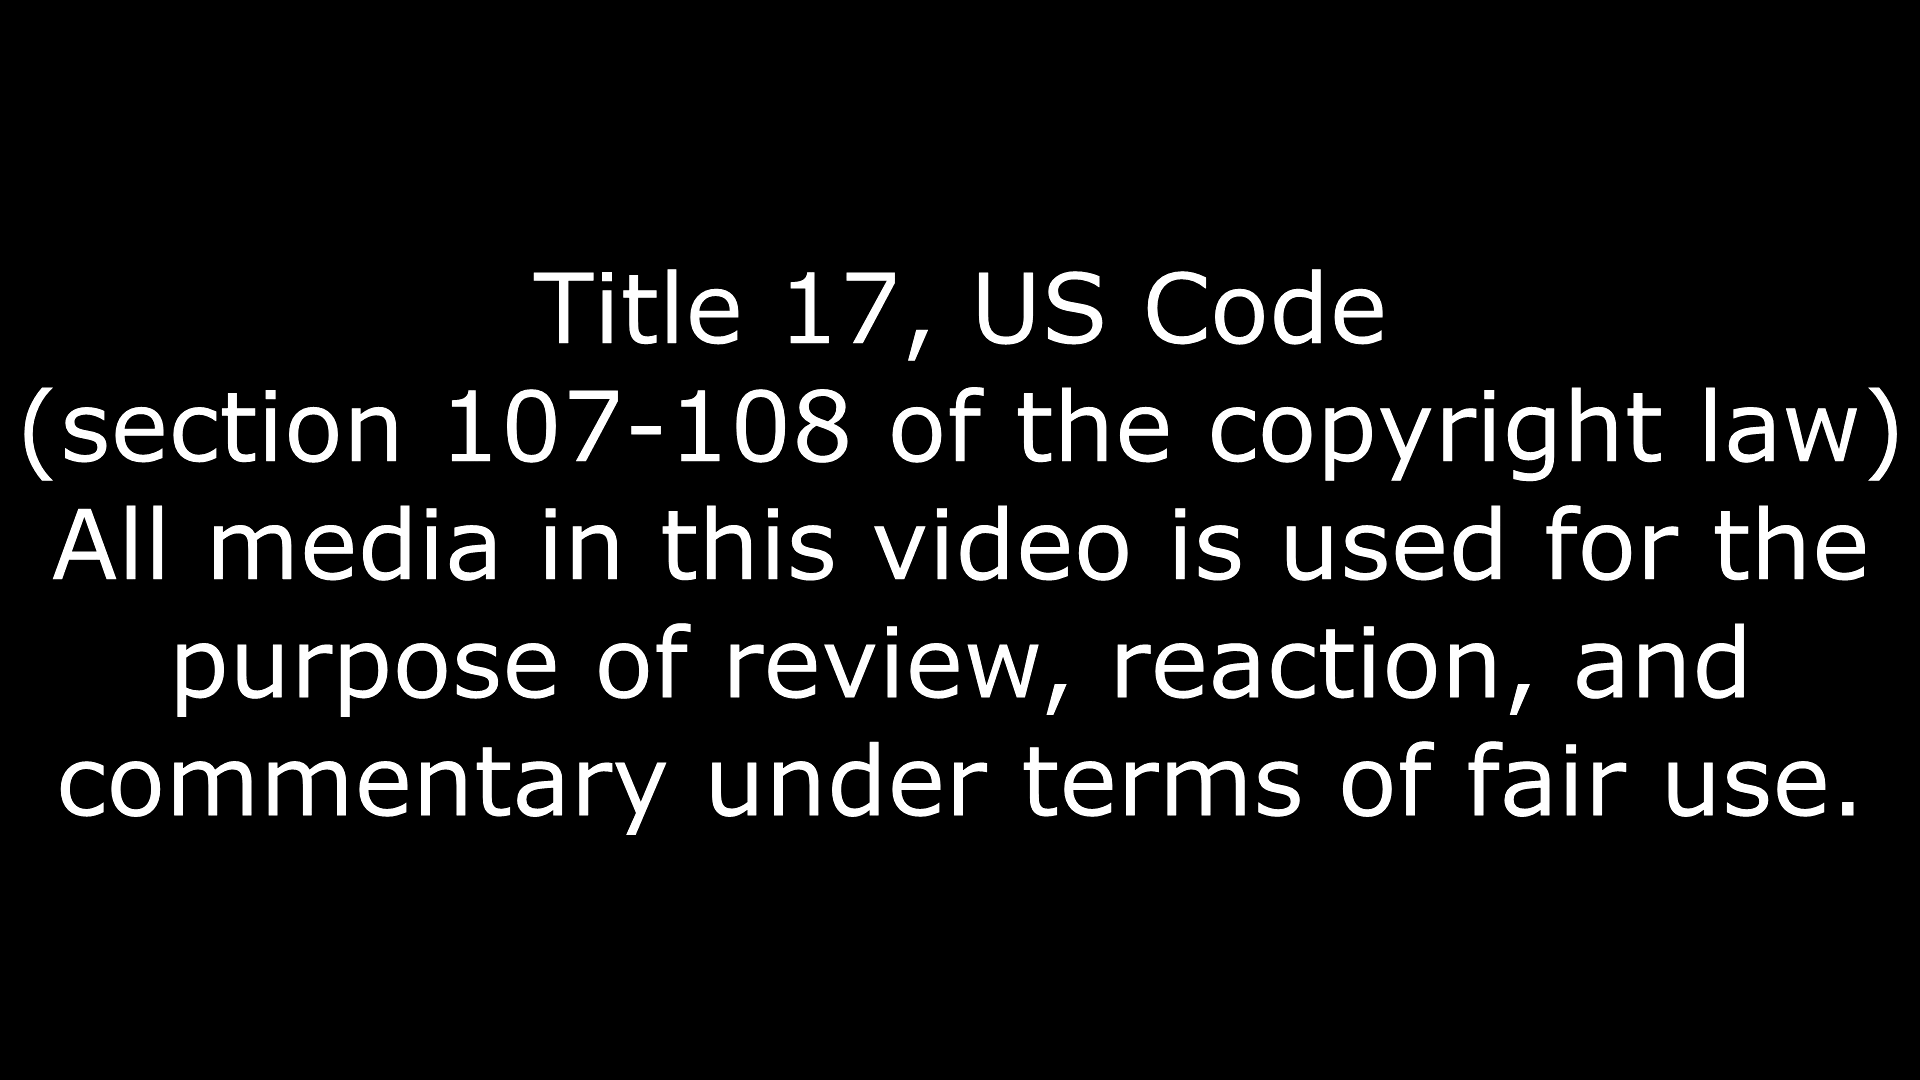 Title 17, US Code
(section 107-108 of the copyright law)
All media in this video is used for the
purpose of review, reaction, and
commentary under terms of fair use.